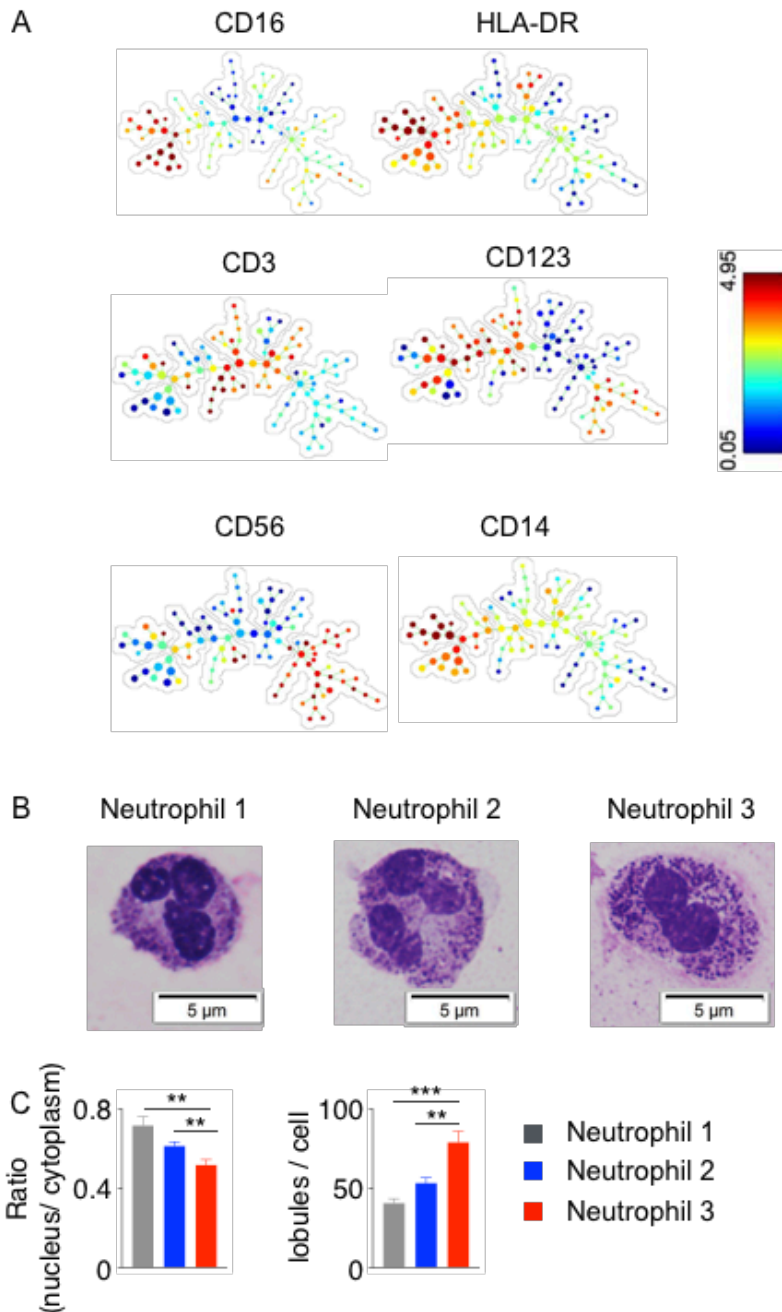 A
CD16 HLA-DR
CD3 CD123
4.95
0.05
CD56 CD14
B
Neutrophil 1 Neutrophil 2 Neutrophil 3
5 μm 5 μm 5 μm
C
Ratio
(nucleus/ cytoplasm)
0.8
0.4
0
**
**
lobules / cell
100
50
0
***
**
Neutrophil 1
Neutrophil 2
Neutrophil 3